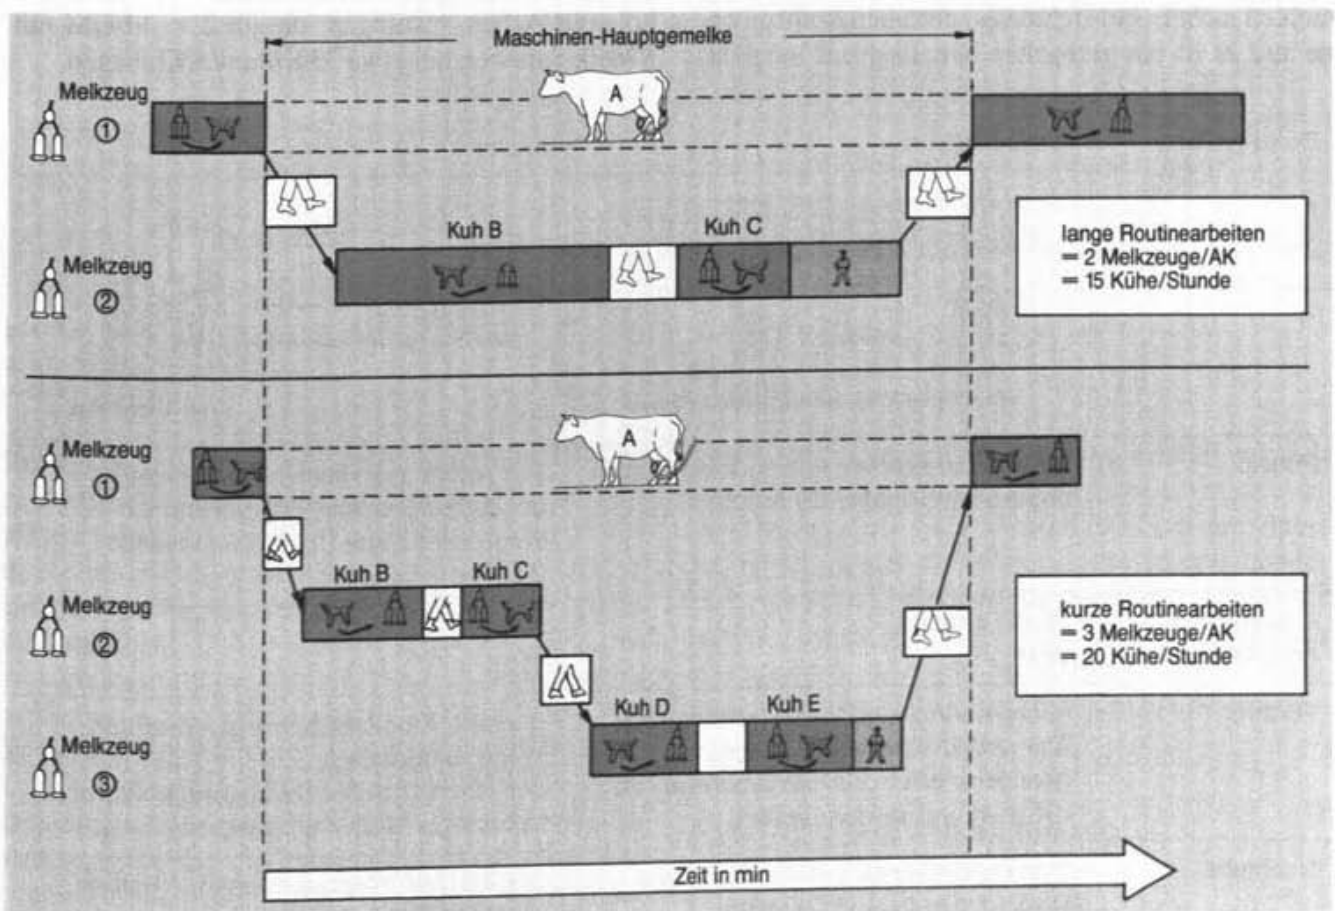 Maschinen-Hauptgemelke
Melkzeug
①
A
Kuh B
Kuh C
Melkzeug
②
lange Routinearbeiten
= 2 Melkzeuge/AK
= 15 Kühe/Stunde
Melkzeug
①
A
Kuh B
Kuh C
Melkzeug
②
kurze Routinearbeiten
= 3 Melkzeuge/AK
= 20 Kühe/Stunde
Kuh D
Kuh E
Melkzeug
③
Zeit in min